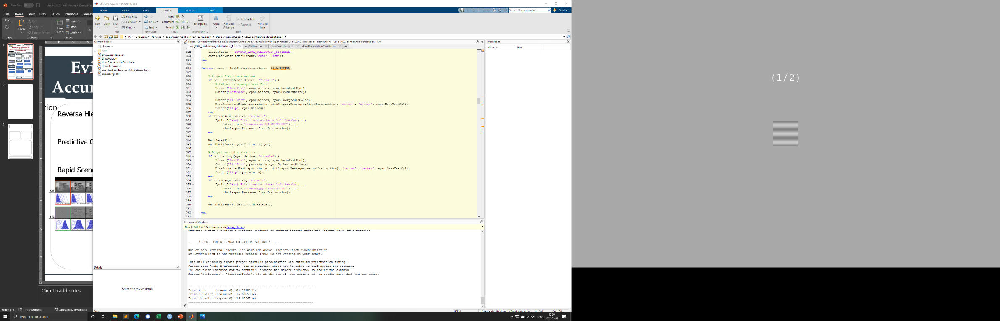 AutoSave
File Home Insert Draw Design Transitions Animat
Cut
Copy
Format Painter
Paste
New
Slide
Layout
Reset
Section
Undo
Clipboard
Slides
1
2
3
Evi
Accu
tion
Reverse Hie
Predictive C
Rapid Scene
CtF
FtC
Click to add notes
Slide 1 of 3 Afar (Djibouti) Accessibility: Investigate
MATLAB R2021a - academic use
HOME PLOTS APPS EDITOR PUBLISH VIEW
Search Documentation
Sascha
New Open Save
Find Files
Compare
Print
Go To
Find
Insert
Comment
Indent
Breakpoints
Pause
Run and Advance
Run Section
Advance
Run and Time
FILE NAVIGATE EDIT BREAKPOINTS RUN
D: OneDrive PostDoc Experiment Confidence Accumulation 9 Experimental Code 2022_confidence_distributions_1
Current Folder
Name
data
drawConfidence.m
drawMask.m
drawPresentationCounter.m
drawStimulus.m
exp_2022_confidence_distributions_1.m
expSettings.m
Details
Select a file to view details
Editor - D:\OneDrive\PostDoc\Experiment Confidence Accumulation\9 Experimental Code\2022_confidence_distributions_1\exp_2022_confidence_distributions_1.m
exp_2022_confidence_distributions_1.m expSettings.m drawConfidence.m drawPresentationCounter.m
322 epar.status = 'STATUS_DATA_COLLECTION_FINISHED';
323 save(epar.settingsfilename,'epar','-mat');
324 end
325
326 function epar = TaskInstructions(epar) %#ok<DEFNU>
327
328 % Output first instruction
329 if not( strcmp(epar.device, 'console') )
330 % Switch to message text font
331 Screen('TextFont', epar.window, epar.MessTextFont);
332 Screen('TextSize', epar.window, epar.MessTextSize);
333
334 Screen('FillRect', epar.window, epar.BackgroundColor);
335 DrawFormattedText(epar.window, uint8(epar.Messages.firstInstruction), 'center', 'center', epar.MessTextCol);
336 Screen('Flip', epar.window);
337 end
338 if strcmp(epar.device, 'console')
339 fprintf('(%s) Print instructions: \n\n %s\n\n', ...
340 datestr(now,'dd-mm-yyyy HH:MM:SS FFF'), ...
341 uint8(epar.Messages.firstInstruction));
342 end
343
344 WaitSecs(1);
345 waitUntilParticipantContinues(epar);
346
347 % Output second instruction
348 if not( strcmp(epar.device, 'console') )
349 Screen('TextFont', epar.window, epar.MessTextFont);
350 Screen('FillRect', epar.window,epar.BackgroundColor);
351 DrawFormattedText(epar.window, uint8(epar.Messages.secondInstruction), 'center', 'center', epar.MessTextCol);
352 Screen('Flip',epar.window);
353 end
354 if strcmp(epar.device, 'console')
355 fprintf('(%s) Print instructions: \n\n %s\n\n', ...
356 datestr(now,'dd-mm-yyyy HH:MM:SS FFF'), ...
357 uint8(epar.Messages.firstInstruction));
358 end
359
360 waitUntilParticipantContinues(epar);
361
362 end
363
Command Window
New to MATLAB? See resources for Getting Started.
----- ! PTB - ERROR: SYNCHRONIZATION FAILURE ! -----
One or more internal checks (see Warnings above) indicate that synchronization
of Psychtoolbox to the vertical retrace (VBL) is not working on your setup.
This will seriously impair proper stimulus presentation and stimulus presentation timing!
Please read 'help SyncTrouble' for information about how to solve or work-around the problem.
You can force Psychtoolbox to continue, despite the severe problems, by adding the command
Screen('Preference', 'SkipSyncTests', 1); at the top of your script, if you really know what you are doing.
Frame rate (measured): 59.92122 Hz
Frame duration (measured): 16.68858 ms
Frame duration (expected): 16.66667 ms
Workspace
Name Value
Busy
UTF-8
Ln 331 Col 58
Type here to search
ENG
15:09
2022-03-07
(1/2)